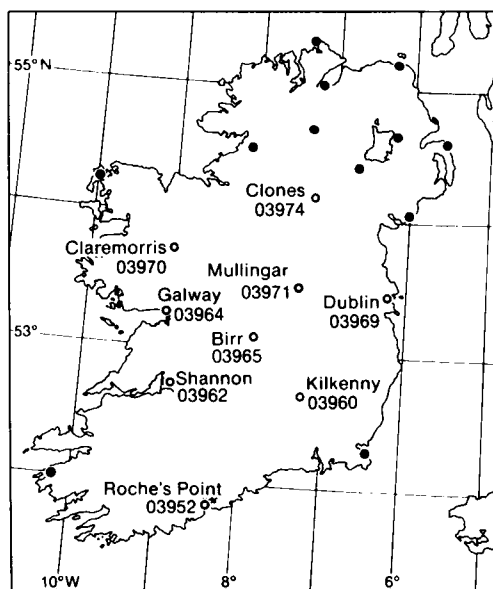 55°N
Clones
03974
Claremorris
03970
Mullingar
03971
Galway
03964
Dublin
03969
53°
Birr
03965
Shannon
03962
Kilkenny
03960
Roche's Point
03952
10°W
8°
6°